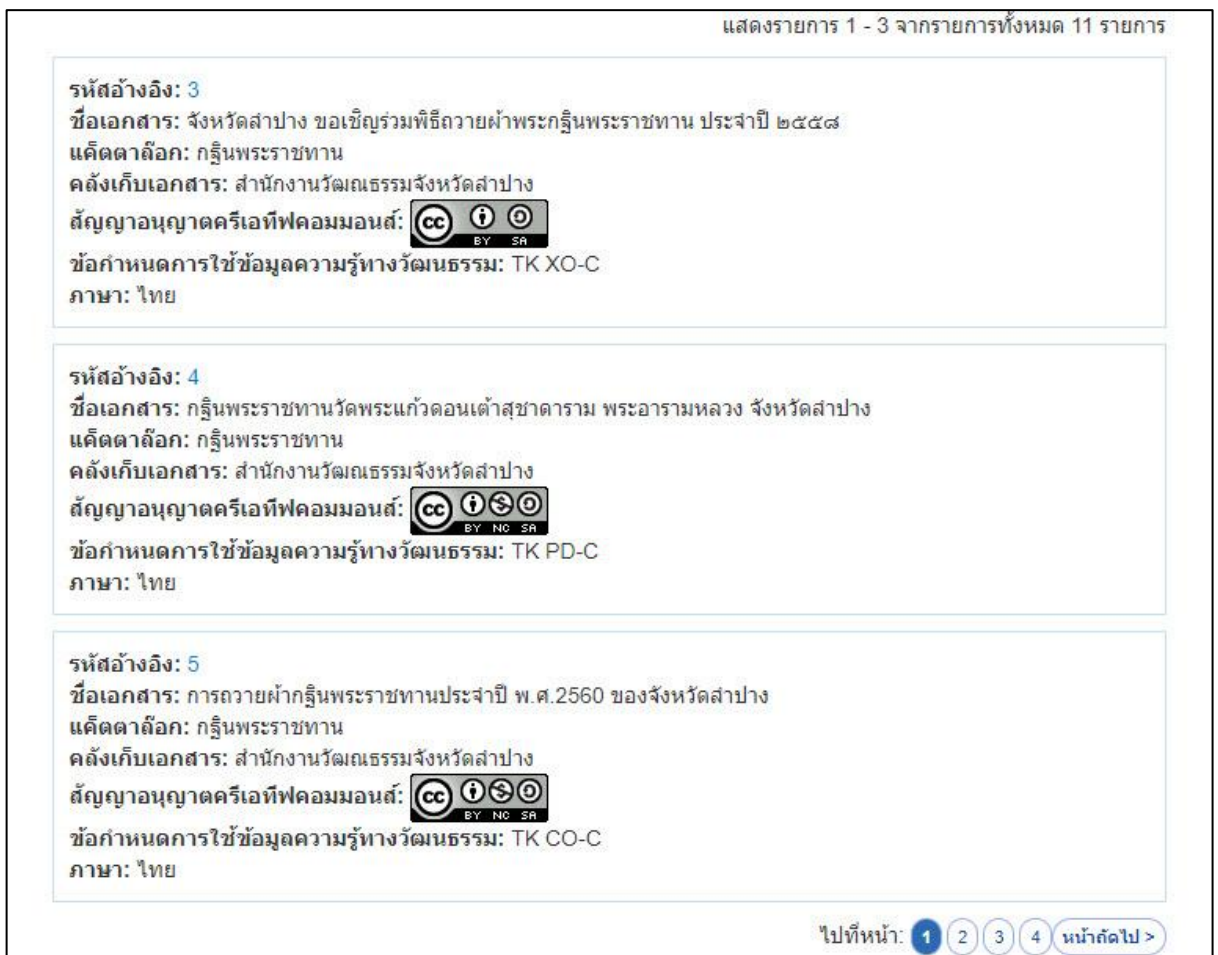 แสดงรายการ 1 - 3 จากรายการทั้งหมด 11 รายการ
รหัสอ้างอิง: 3
ชื่อเอกสาร: จังหวัดลำปาง ขอเชิญร่วมพิธีถวายผ้าพระกฐินพระราชทาน ประจำปี ๒๕๕๘
แค็ตตาล๊อก: กฐินพระราชทาน
คลังเก็บเอกสาร: สำนักงานวัฒณธรรมจังหวัดลำปาง
สัญญาอนุญาตครีเอทีฟคอมมอนส์: cc BY SA
ข้อกำหนดการใช้ข้อมูลความรู้ทางวัฒนธรรม: TK XO-C
ภาษา: ไทย
รหัสอ้างอิง: 4
ชื่อเอกสาร: กฐินพระราชทานวัดพระแก้วดอนเต้าสุชาดาราม พระอารามหลวง จังหวัดลำปาง
แค็ตตาล๊อก: กฐินพระราชทาน
คลังเก็บเอกสาร: สำนักงานวัฒณธรรมจังหวัดลำปาง
สัญญาอนุญาตครีเอทีฟคอมมอนส์: cc BY NC SA
ข้อกำหนดการใช้ข้อมูลความรู้ทางวัฒนธรรม: TK PD-C
ภาษา: ไทย
รหัสอ้างอิง: 5
ชื่อเอกสาร: การถวายผ้ากฐินพระราชทานประจำปี พ.ศ.2560 ของจังหวัดลำปาง
แค็ตตาล๊อก: กฐินพระราชทาน
คลังเก็บเอกสาร: สำนักงานวัฒณธรรมจังหวัดลำปาง
สัญญาอนุญาตครีเอทีฟคอมมอนส์: cc BY NC SA
ข้อกำหนดการใช้ข้อมูลความรู้ทางวัฒนธรรม: TK CO-C
ภาษา: ไทย
ไปที่หน้า: 1 2 3 4 หน้าถัดไป >